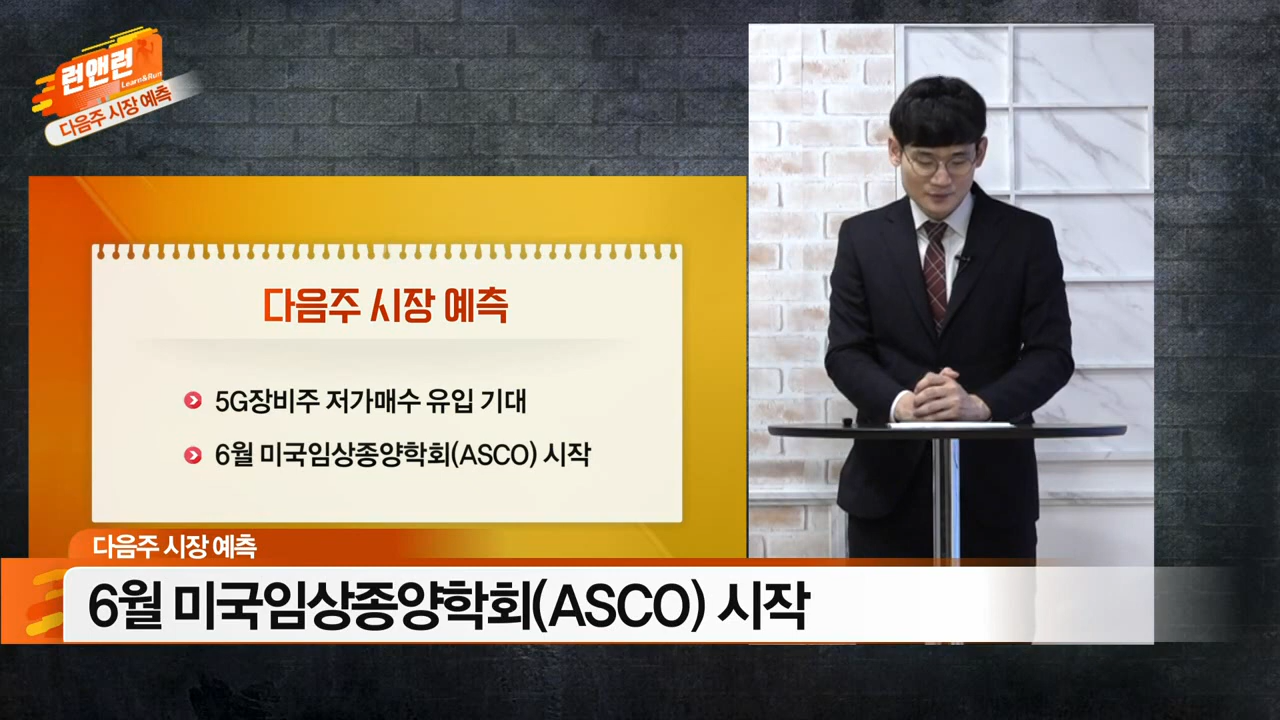 런앤런
Learn&Run
다음주 시장 예측
다음주 시장 예측
5G장비주 저가매수 유입 기대
6월 미국임상종양학회(ASCO) 시작
다음주 시장 예측
6월 미국임상종양학회(ASCO) 시작